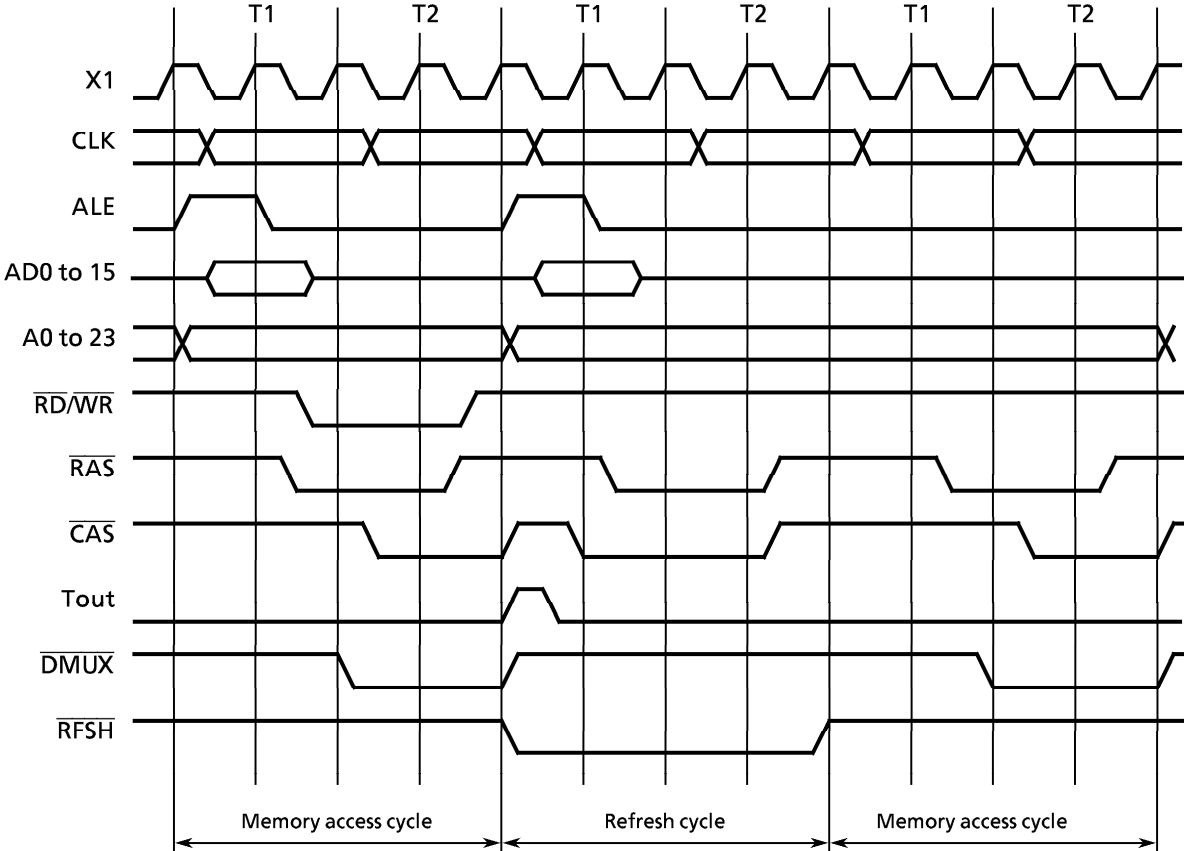 T1 T2 T1 T2 T1 T2
X1
CLK
ALE
AD0 to 15
A0 to 23
RD/WR
RAS
CAS
Tout
DMUX
RFSH
Memory access cycle Refresh cycle Memory access cycle